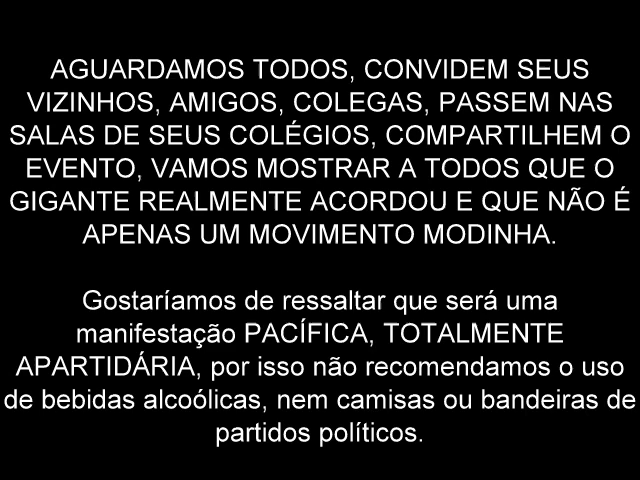 AGUARDAMOS TODOS, CONVIDEM SEUS
VIZINHOS, AMIGOS, COLEGAS, PASSEM NAS
SALAS DE SEUS COLÉGIOS, COMPARTILHEM O
EVENTO, VAMOS MOSTRAR A TODOS QUE O
GIGANTE REALMENTE ACORDOU E QUE NÃO É
APENAS UM MOVIMENTO MODINHA.
Gostaríamos de ressaltar que será uma
manifestação PACÍFICA, TOTALMENTE
APARTIDÁRIA, por isso não recomendamos o uso
de bebidas alcoólicas, nem camisas ou bandeiras de
partidos políticos.